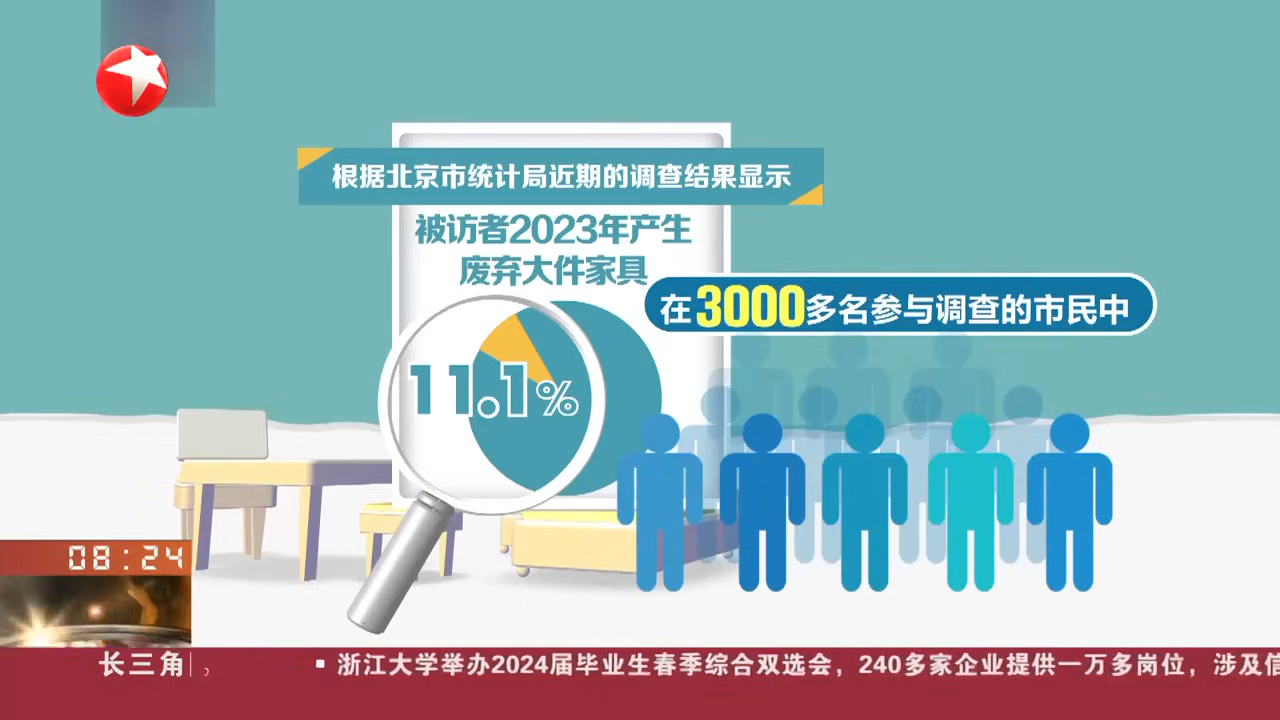 根据北京市统计局近期的调查结果显示
被访者2023年产生
废弃大件家具
在3000多名参与调查的市民中
11.1%
08:24
长三角
▪ 浙江大学举办2024届毕业生春季综合双选会，240多家企业提供一万多岗位，涉及信